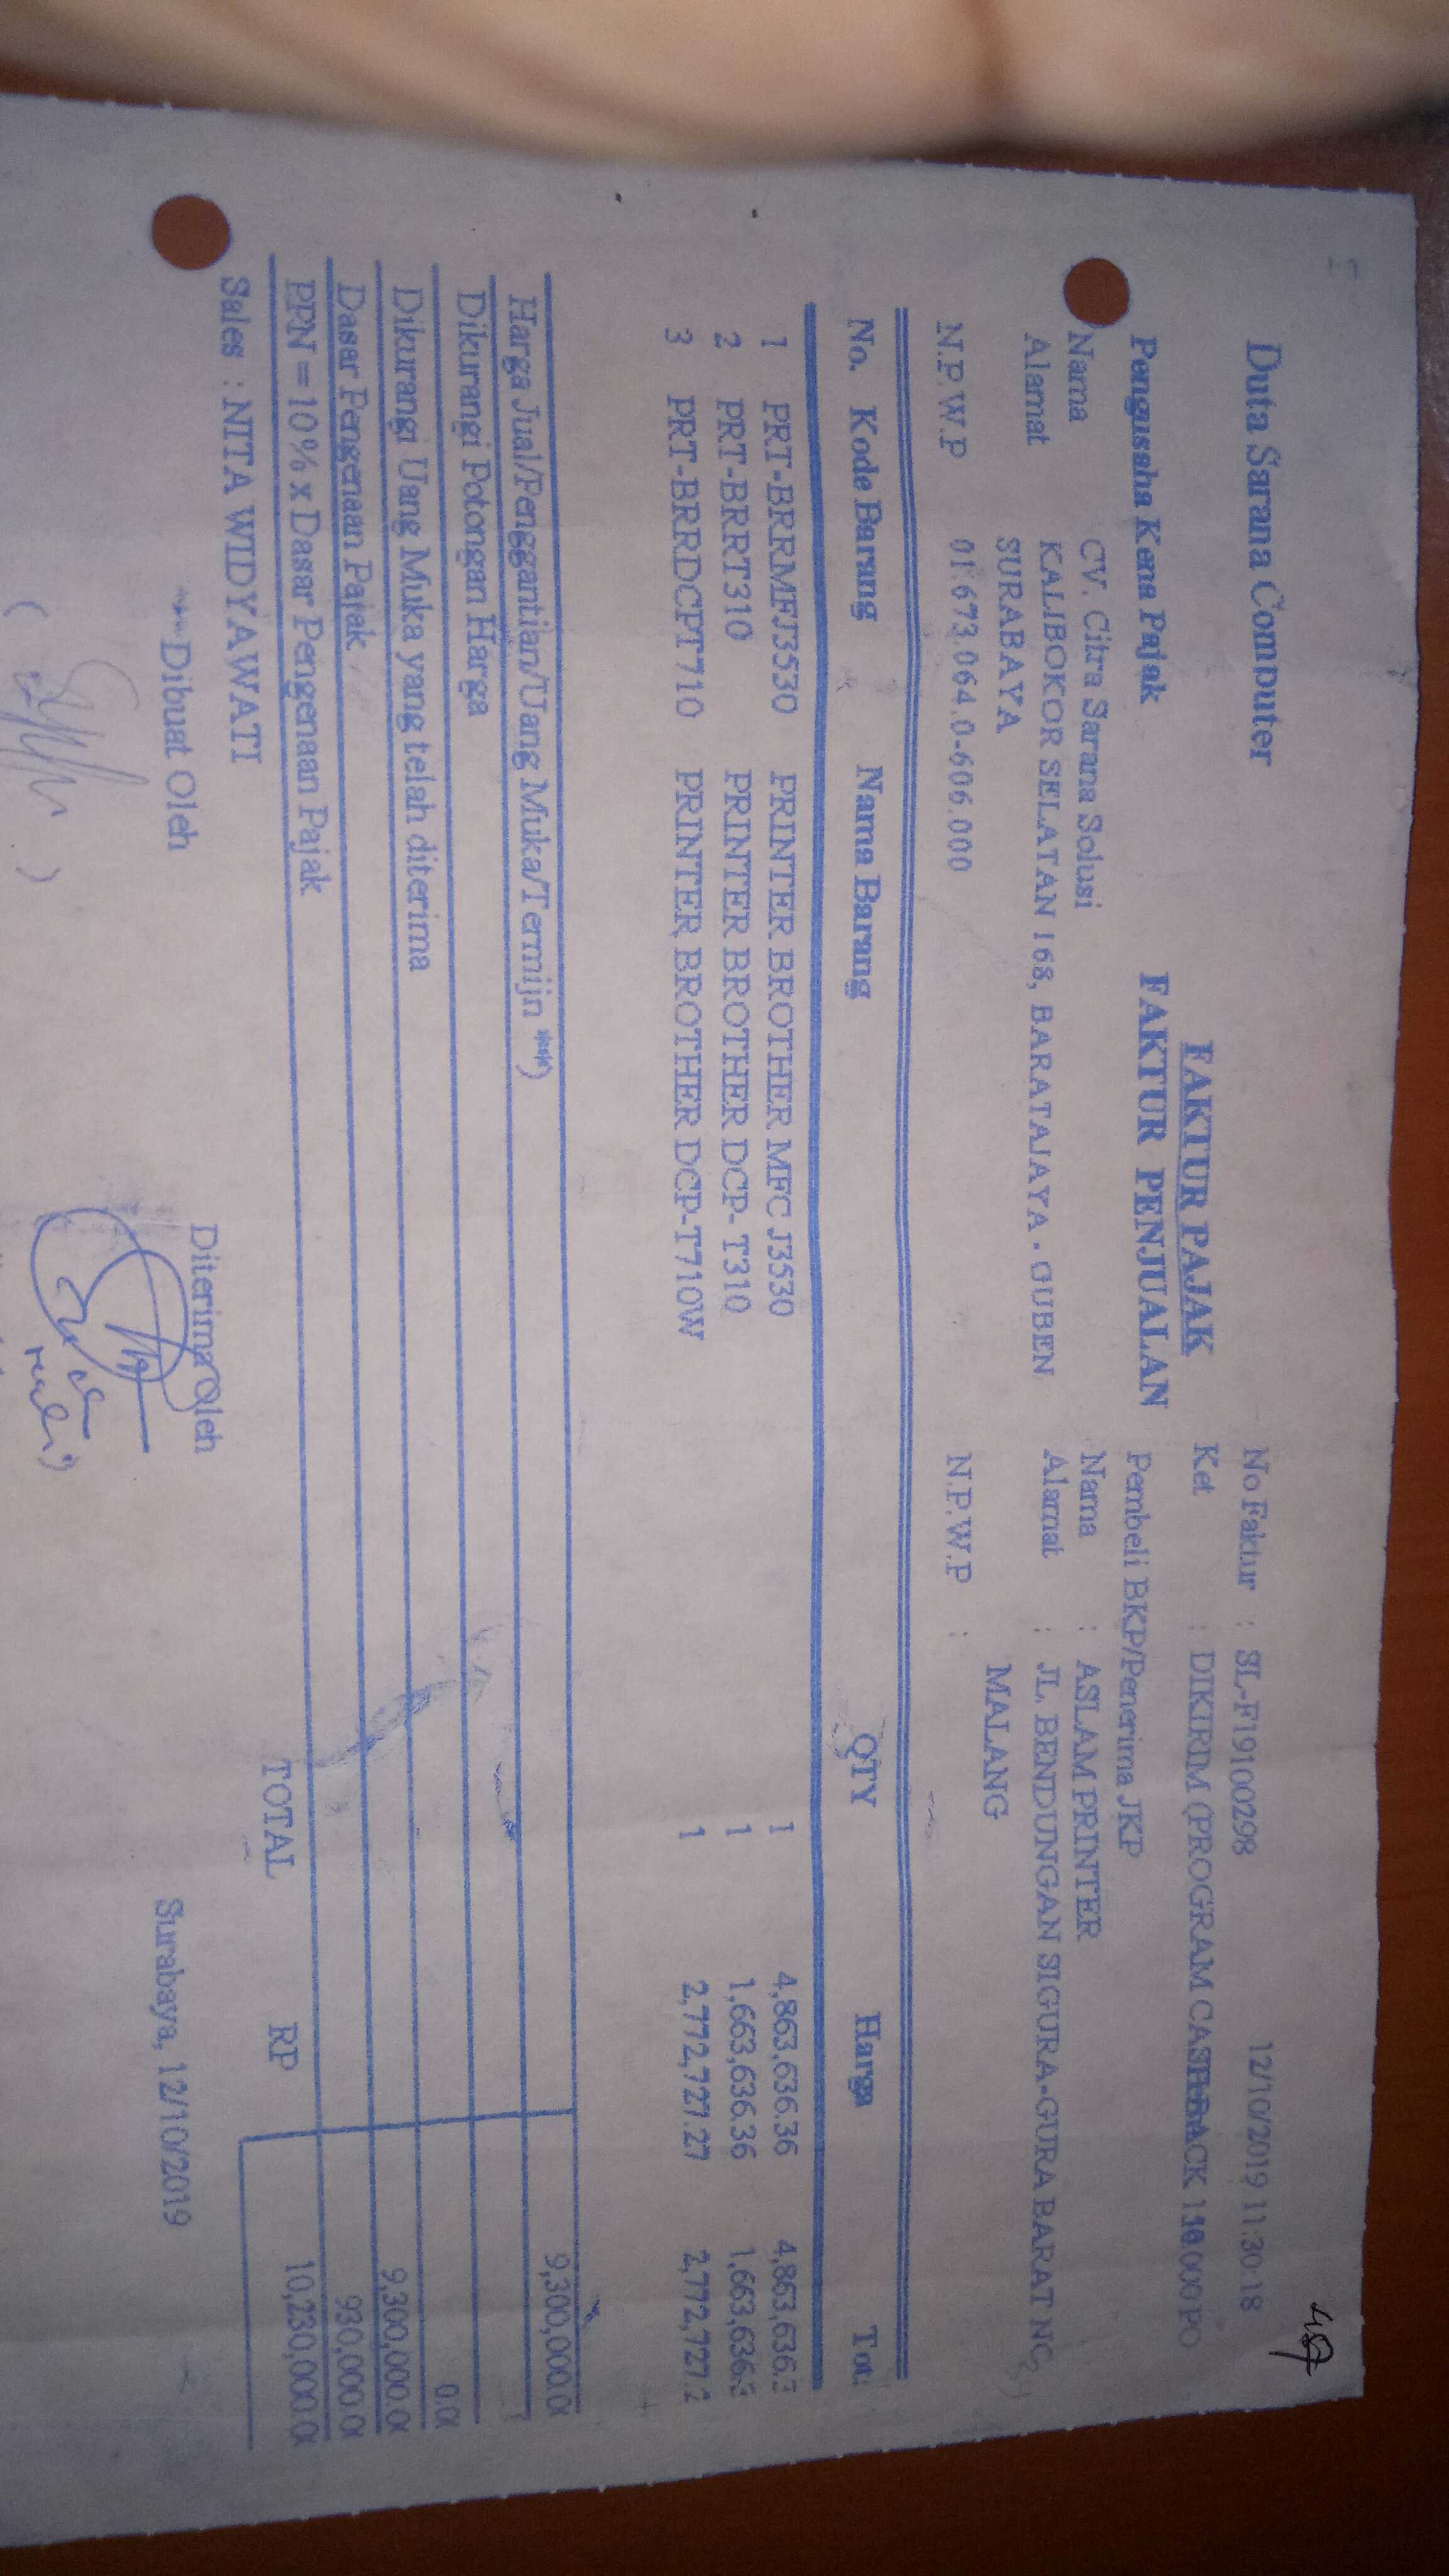 Duta Sarana Computer
12/10/2019 11:30:18
FAKTUR PAJAK
FAKTUR PENJUALAN
No Faktur : SL-F19100298
Ket : DIKIRIM (PROGRAM CASHBACK 000 PO
Pengusaha Kena Pajak
Pembeli BKP/Penerima JKP
Nama CV. Citra Sarana Solusi
Nama : ASLAM PRINTER
Alamat KALIBOKOR SELATAN 168, BARATAJAYA - GUBEN
Alamat : JL. BENDUNGAN SIGURA-GURA BARAT NO
SURABAYA
MALANG
N.P.W.P 01.673.064.0-606.000
N.P.W.P :
No. Kode Barang Nama Barang QTY Harga Tot
1 PRT-BRRMFJ3530 PRINTER BROTHER MFC J3530 1 4,863,636.36 4,863,636.3
2 PRT-BRRT310 PRINTER BROTHER DCP- T310 1 1,663,636.36 1,663,636.3
3 PRT-BRRDCPT710 PRINTER BROTHER DCP-T710W 1 2,772,727.27 2,772,727.2
Harga Jual/Penggantian/Uang Muka/Termijn **) 9,300,000.0
Dikurangi Potongan Harga
Dikurangi Uang Muka yang telah diterima 0.0
Dasar Pengenaan Pajak 9,300,000.0
PPN = 10% x Dasar Pengenaan Pajak 930,000.0
TOTAL RP 10,230,000.0
Sales : NITA WIDYAWATI
Dibuat Oleh
Diterima Oleh
Surabaya, 12/10/2019